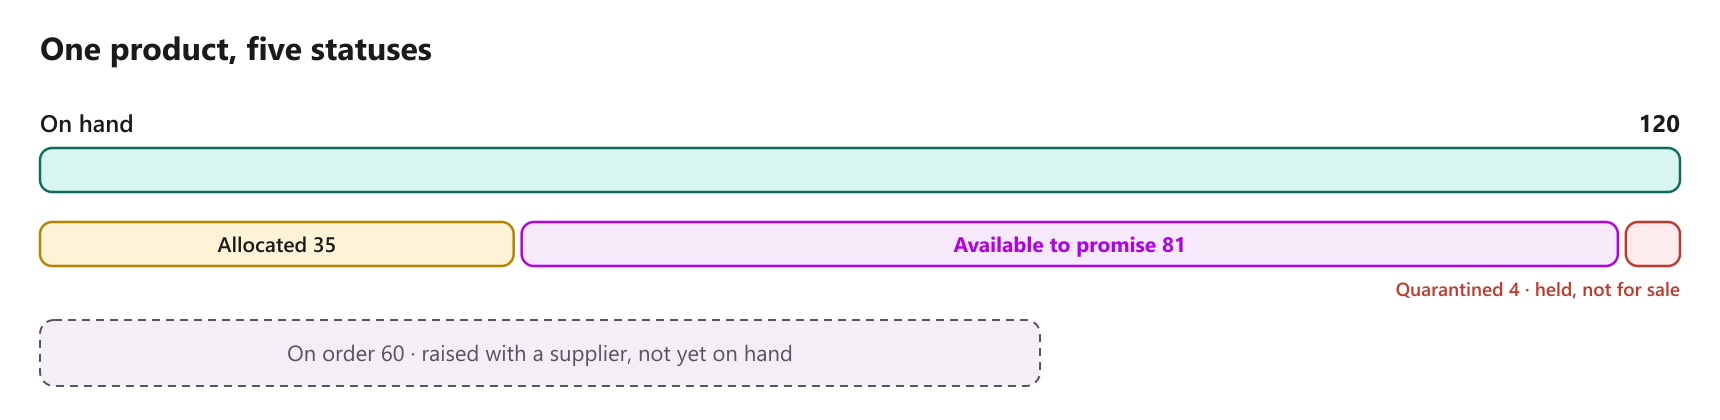 One product, five statuses
On hand 120
Allocated 35 Available to promise 81
Quarantined 4 · held, not for sale
On order 60 · raised with a supplier, not yet on hand